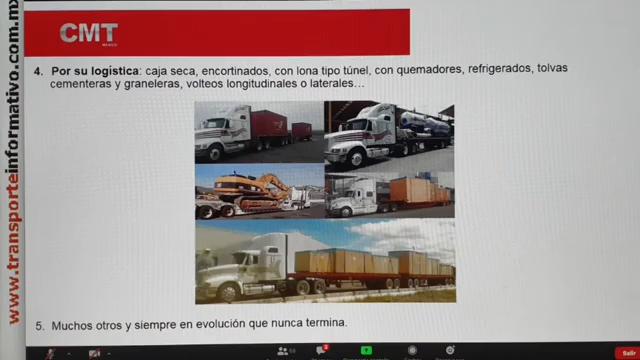 CMT
MÉXICO
4. Por su logística: caja seca, encortinados, con lona tipo túnel, con quemadores, refrigerados, tolvas
cementeras y graneleras, volteos longitudinales o laterales…
www.transporteinformativo.com.mx
5. Muchos otros y siempre en evolución que nunca termina.
Salir